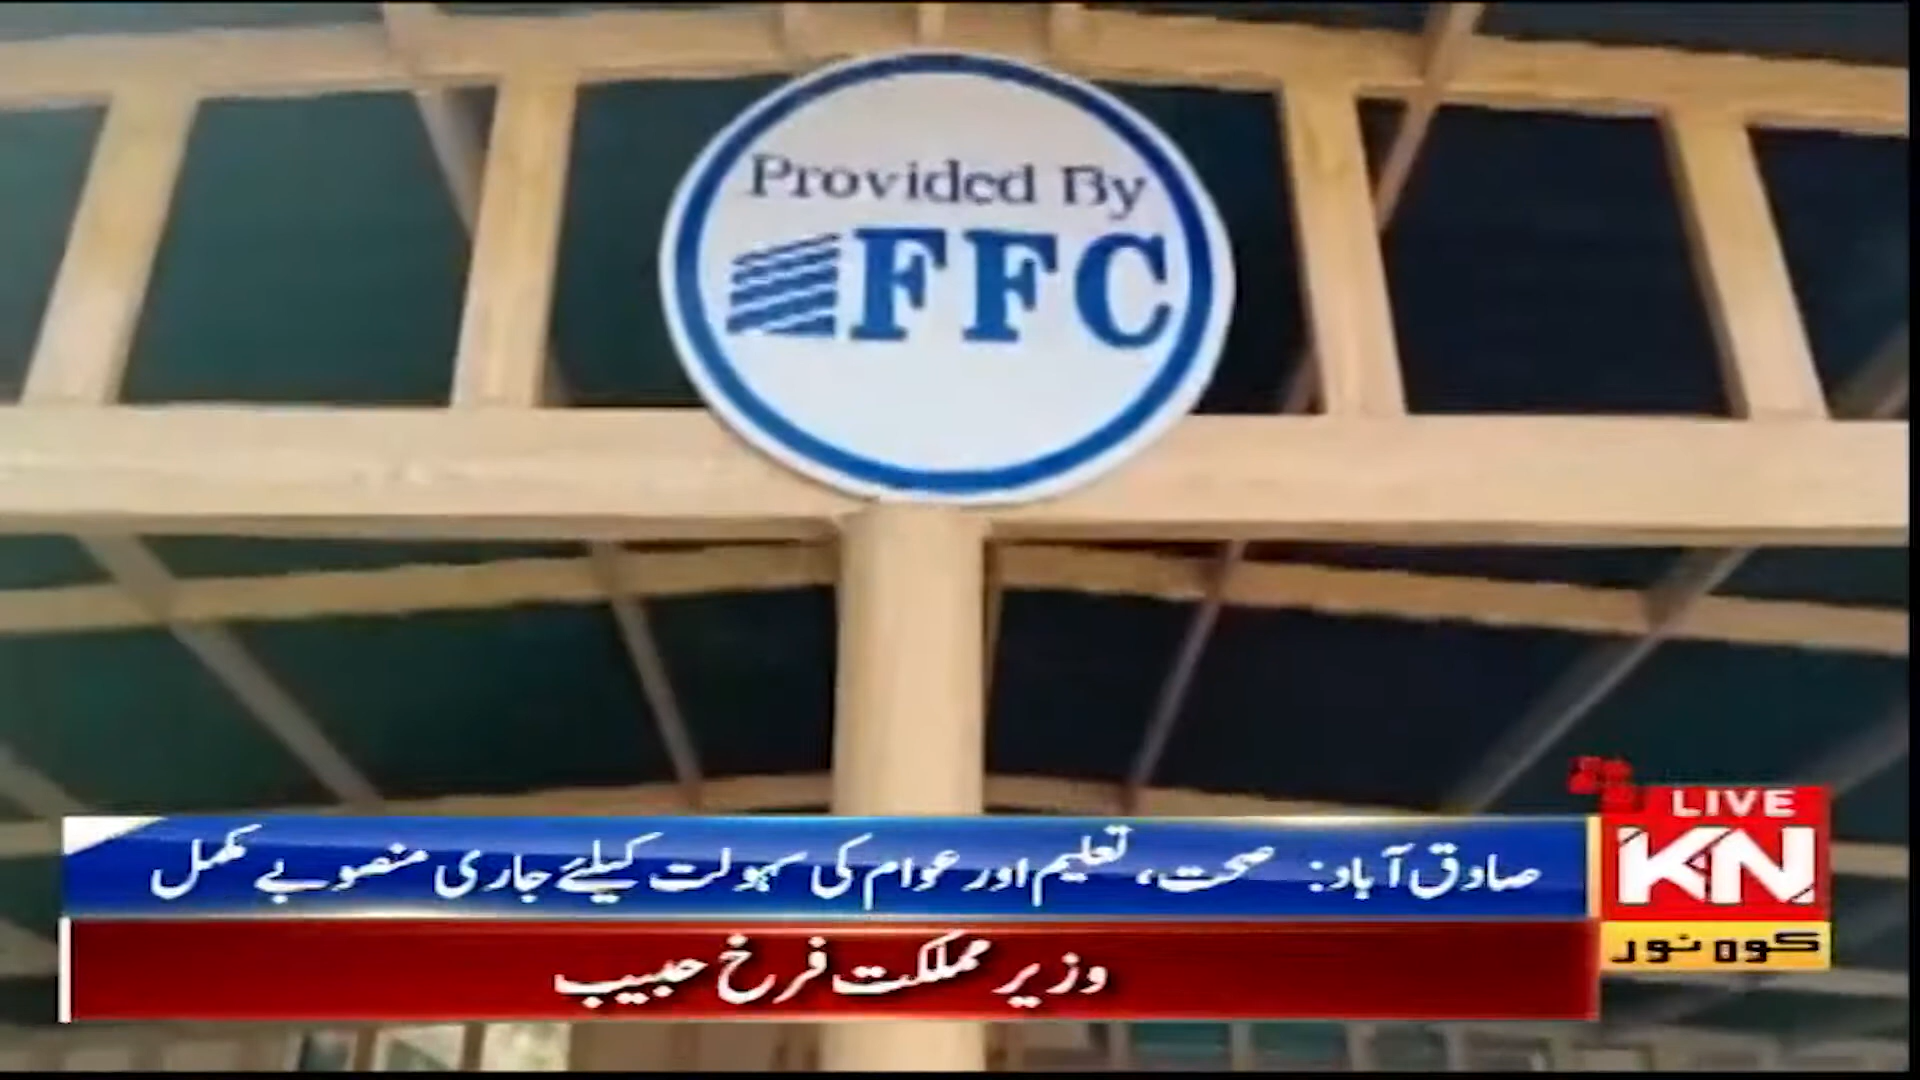 Provided By
FFC
LIVE
KN
کوہ نور
صادق آباد: صحت، تعلیم اور عوام کی سہولت کیلئے جاری منصوبے مکمل
وزیر مملکت فرخ حبیب